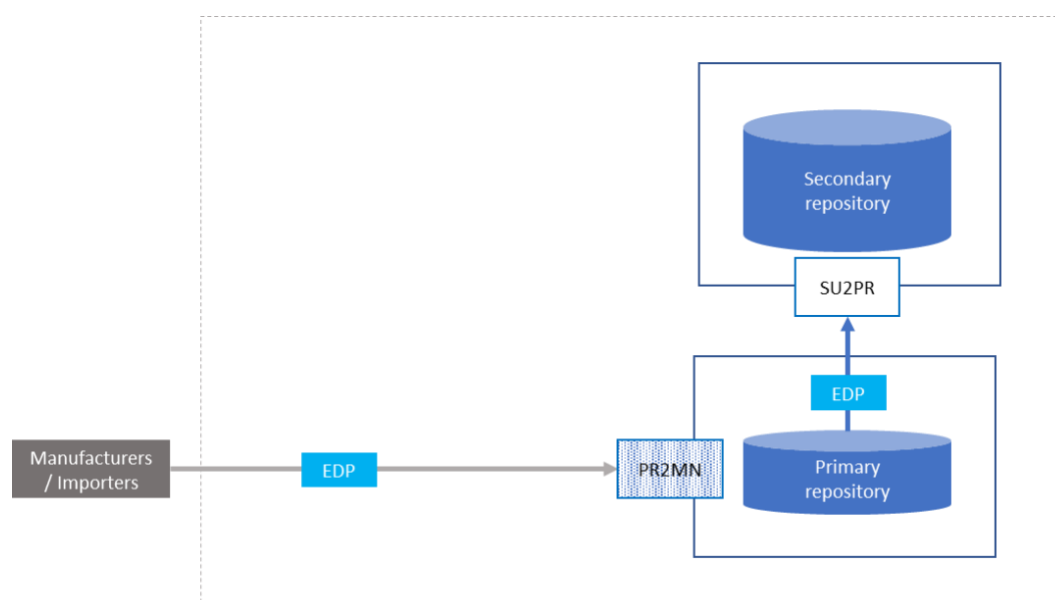 Secondary
repository
SU2PR
EDP
Manufacturers
/ Importers
EDP
PR2MN
Primary
repository